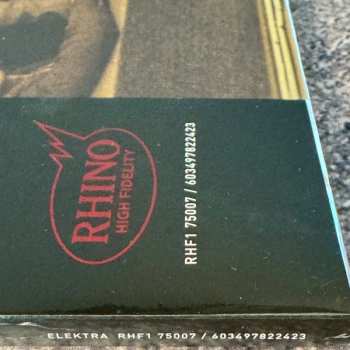 RHINO
HIGH FIDELITY
RHF1 75007 / 603497822423
ELEKTRA RHF1 75007 / 603497822423